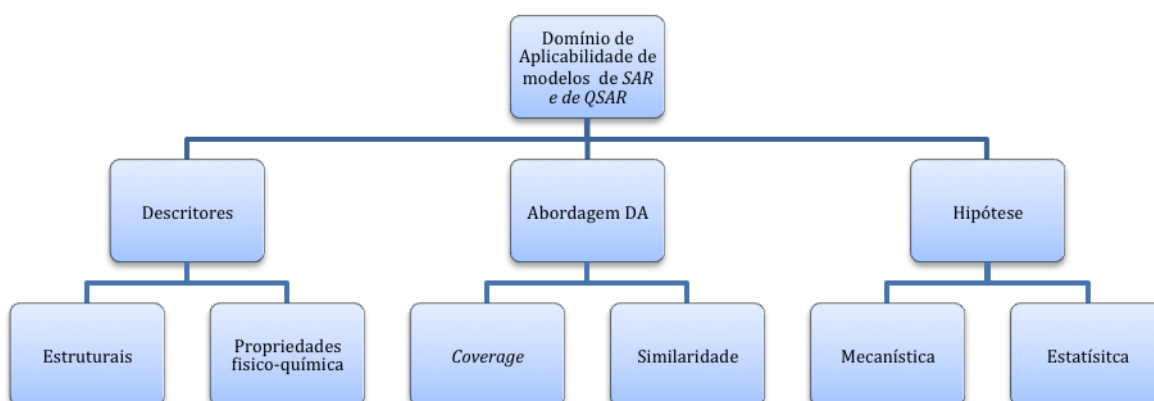 Domínio de
Aplicabilidade de
modelos de SAR
e de QSAR
Descritores
Abordagem DA
Hipótese
Estruturais
Propriedades
fisico-química
Coverage
Similaridade
Mecanística
Estatísitca